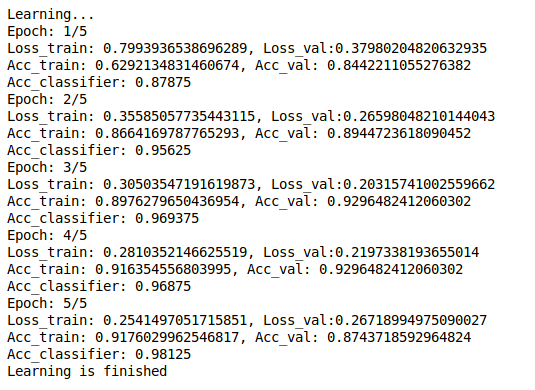 Learning...
Epoch: 1/5
Loss_train: 0.7993936538696289, Loss_val:0.37980204820632935
Acc_train: 0.6292134831460674, Acc_val: 0.8442211055276382
Acc_classifier: 0.87875
Epoch: 2/5
Loss_train: 0.35585057735443115, Loss_val:0.26598048210144043
Acc_train: 0.8664169787765293, Acc_val: 0.8944723618090452
Acc_classifier: 0.95625
Epoch: 3/5
Loss_train: 0.30503547191619873, Loss_val:0.20315741002559662
Acc_train: 0.8976279650436954, Acc_val: 0.9296482412060302
Acc_classifier: 0.969375
Epoch: 4/5
Loss_train: 0.2810352146625519, Loss_val:0.2197338193655014
Acc_train: 0.916354556803995, Acc_val: 0.9296482412060302
Acc_classifier: 0.96875
Epoch: 5/5
Loss_train: 0.2541497051715851, Loss_val:0.26718994975090027
Acc_train: 0.9176029962546817, Acc_val: 0.8743718592964824
Acc_classifier: 0.98125
Learning is finished